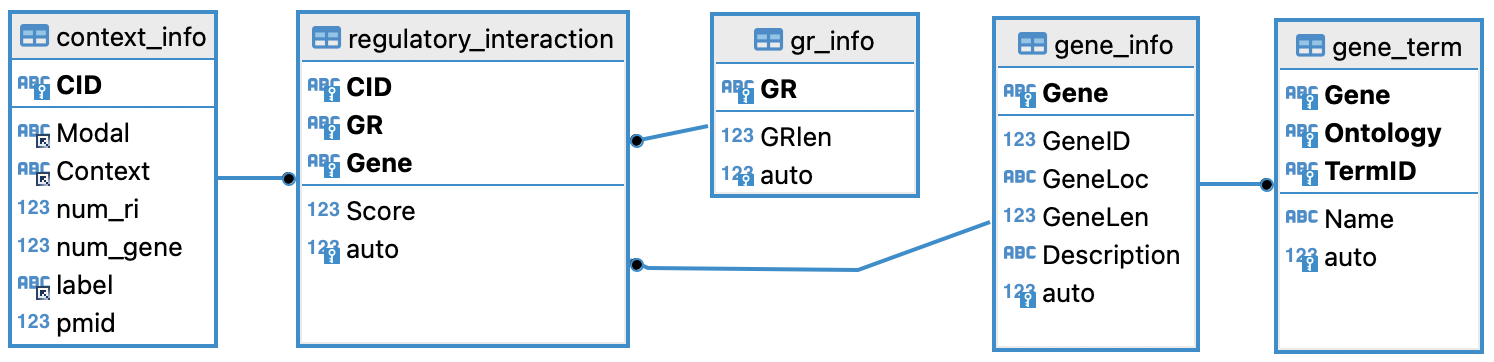 context_info
ABC CID
ABC Modal
ABC Context
123 num_ri
123 num_gene
ABC label
123 pmid
regulatory_interaction
ABC CID
ABC GR
ABC Gene
123 Score
123 auto
gr_info
ABC GR
123 GRlen
123 auto
gene_info
ABC Gene
123 GeneID
ABC GeneLoc
123 GeneLen
ABC Description
123 auto
gene_term
ABC Gene
ABC Ontology
ABC TermID
ABC Name
123 auto